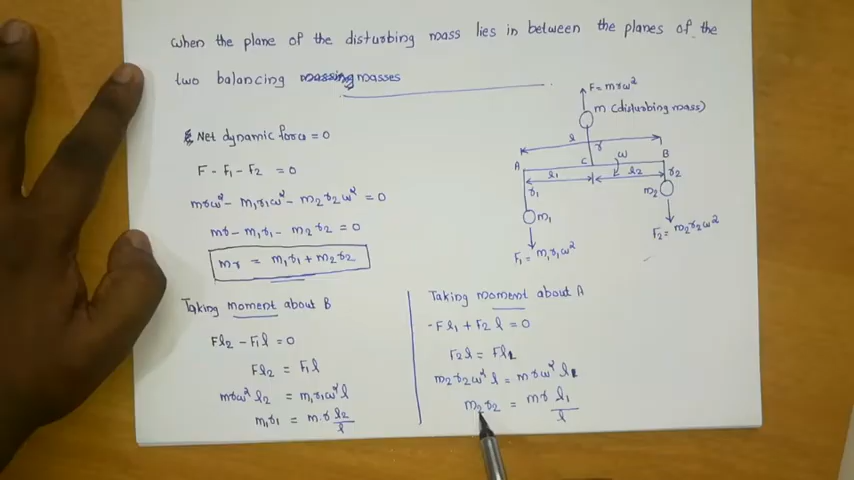 when the plane of the disturbing mass lies in between the planes of the
two balancing masses
F = mrω²
m (disturbing mass)
l
r
A
C
ω
B
l₁
l₂
r₂
r₁
m₂
m₁
F₂ = m₂r₂ω²
F₁ = m₁r₁ω²
Net dynamic force = 0
F - F₁ - F₂ = 0
mrω² - m₁r₁ω² - m₂r₂ω² = 0
mr - m₁r₁ - m₂r₂ = 0
mr = m₁r₁ + m₂r₂
Taking moment about B
Fl₂ - F₁l = 0
Fl₂ = F₁l
mrω² l₂ = m₁r₁ω² l
m₁r₁ = mr l₂/l
Taking moment about A
-Fl₁ + F₂l = 0
F₂l = Fl₁
m₂r₂ω² l = mrω² l₁
m₂r₂ = mr l₁/l